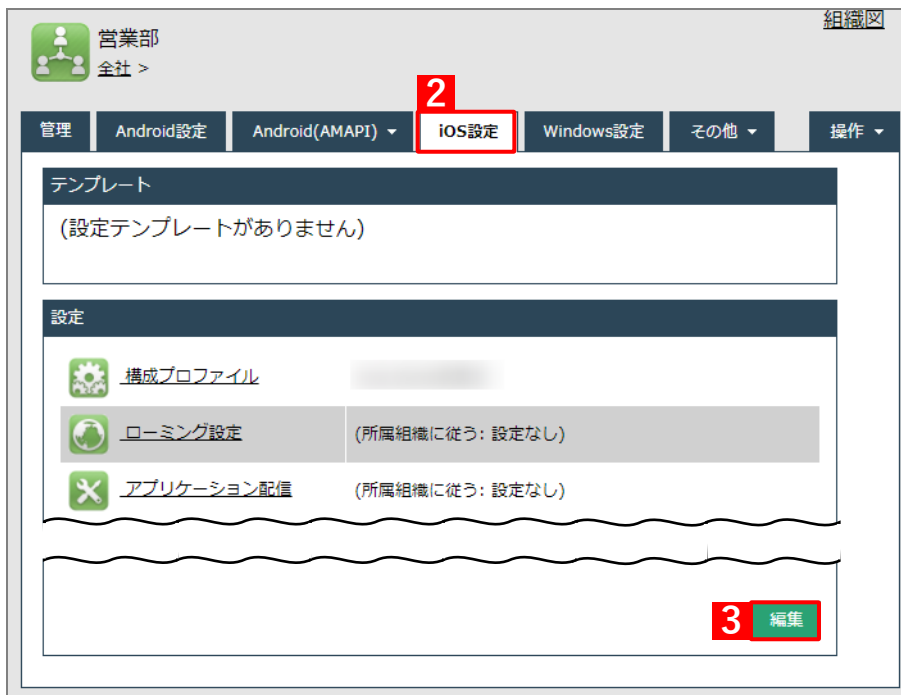 組織図
営業部
全社 >
2
管理 Android設定 Android(AMAPI) iOS設定 Windows設定 その他 操作
テンプレート
(設定テンプレートがありません)
設定
構成プロファイル
ローミング設定 (所属組織に従う: 設定なし)
アプリケーション配信 (所属組織に従う: 設定なし)
3 編集